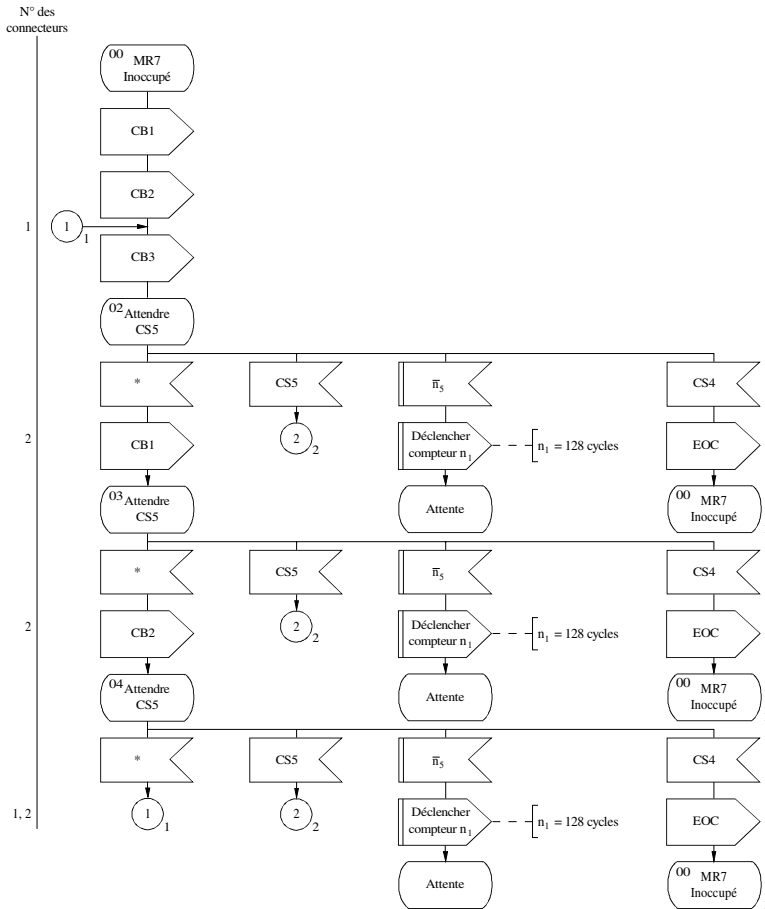 N° des
connecteurs
00 MR7
Inoccupé
CB1
CB2
1
1 1
CB3
02 Attendre
CS5
* CS5 n̅5 CS4
2
CB1 2 2 Déclencher
compteur n1 n1 = 128 cycles EOC
03 Attendre
CS5
Attente
00 MR7
Inoccupé
* CS5 n̅5 CS4
2
CB2 2 2 Déclencher
compteur n1 n1 = 128 cycles EOC
04 Attendre
CS5
Attente
00 MR7
Inoccupé
* CS5 n̅5 CS4
1, 2
1 1 2 2 Déclencher
compteur n1 n1 = 128 cycles EOC
Attente
00 MR7
Inoccupé